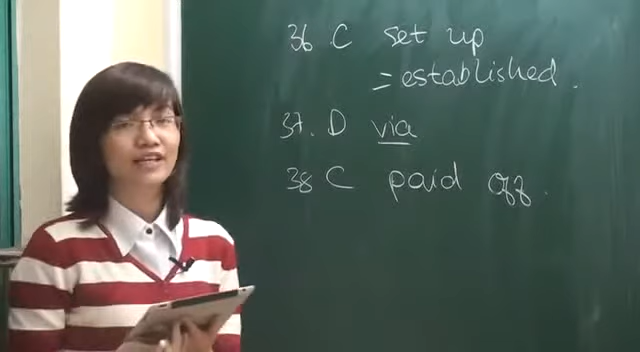 36 C set up
= established.
37. D via
38 C paid off.